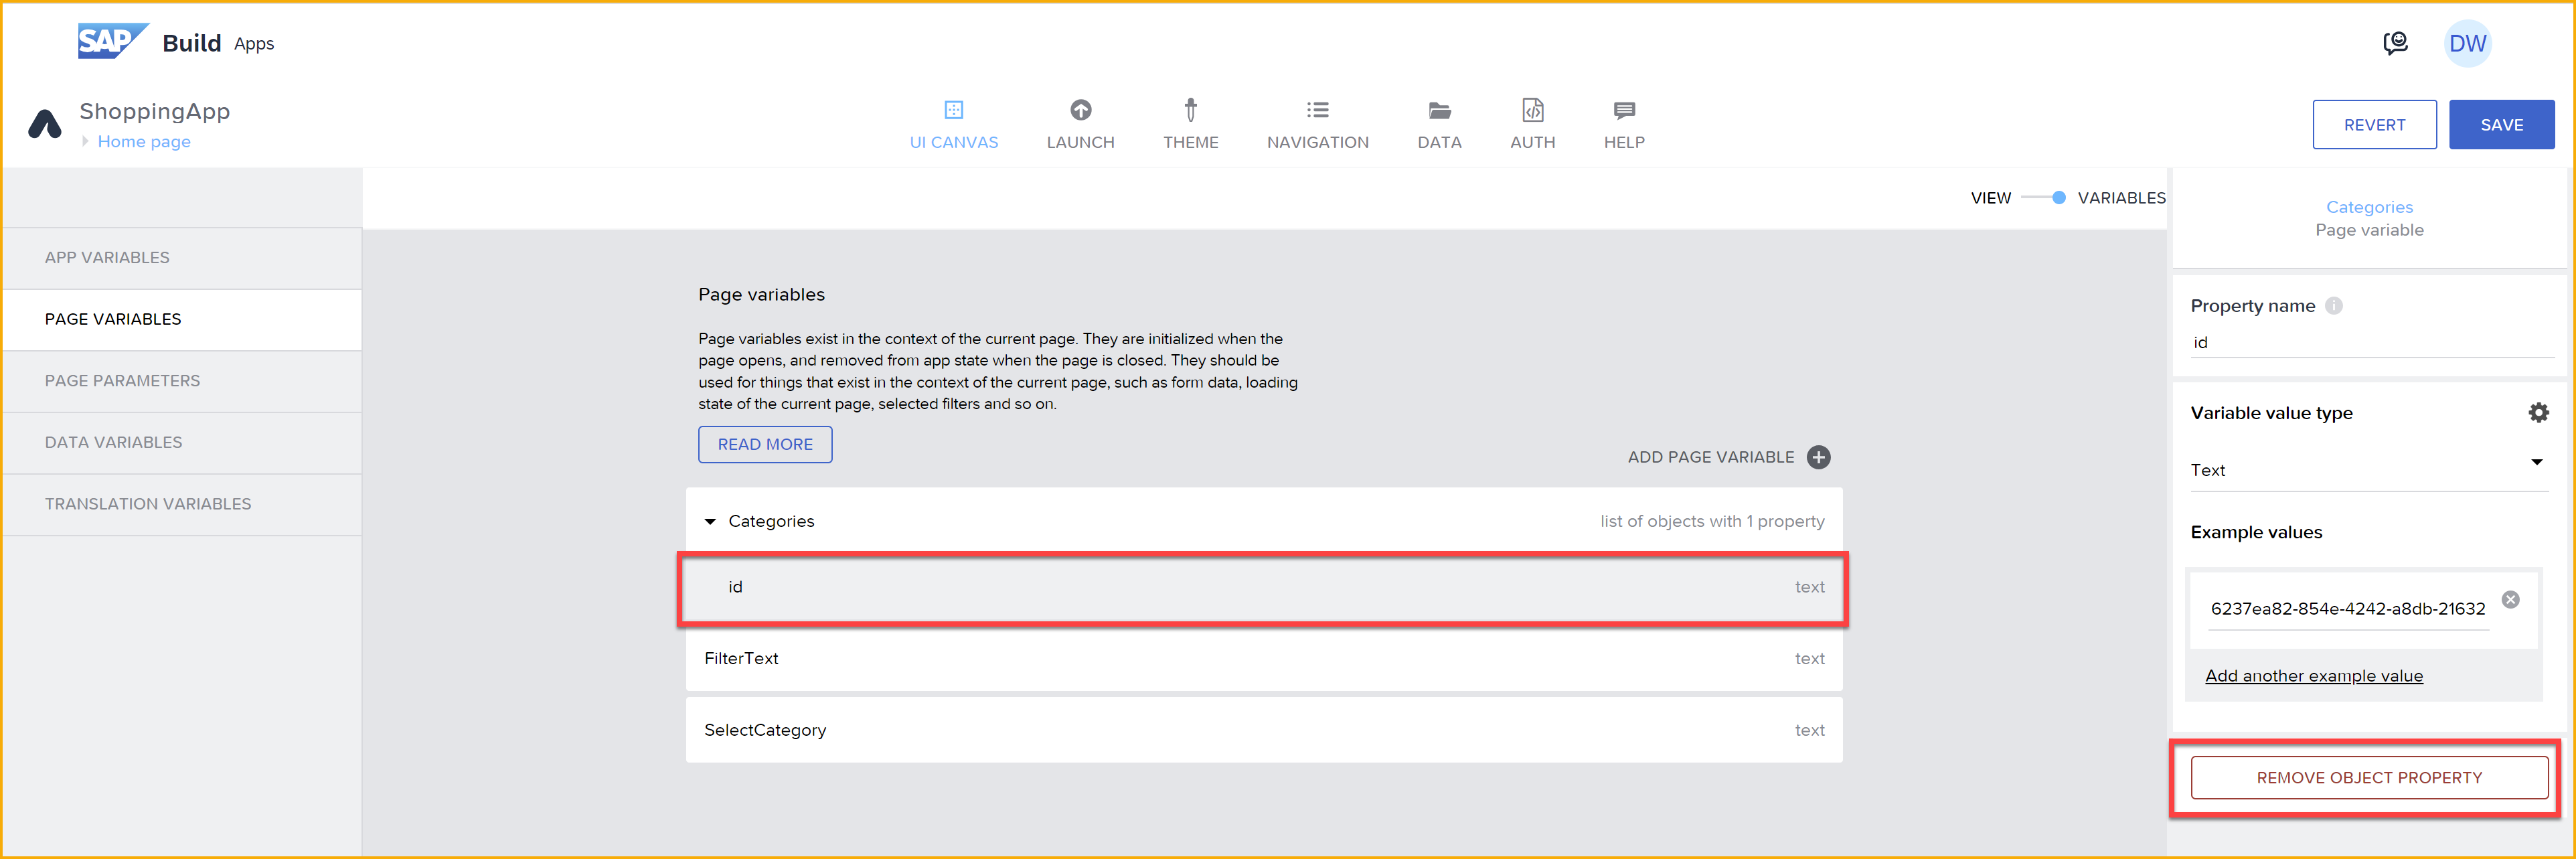 SAP Build Apps
DW
ShoppingApp
Home page
UI CANVAS
LAUNCH
THEME
NAVIGATION
DATA
AUTH
HELP
REVERT
SAVE
VIEW
VARIABLES
APP VARIABLES
PAGE VARIABLES
PAGE PARAMETERS
DATA VARIABLES
TRANSLATION VARIABLES
Page variables
Page variables exist in the context of the current page. They are initialized when the
page opens, and removed from app state when the page is closed. They should be
used for things that exist in the context of the current page, such as form data, loading
state of the current page, selected filters and so on.
READ MORE
ADD PAGE VARIABLE
Categories list of objects with 1 property
id text
FilterText text
SelectCategory text
Categories
Page variable
Property name
id
Variable value type
Text
Example values
6237ea82-854e-4242-a8db-21632
Add another example value
REMOVE OBJECT PROPERTY